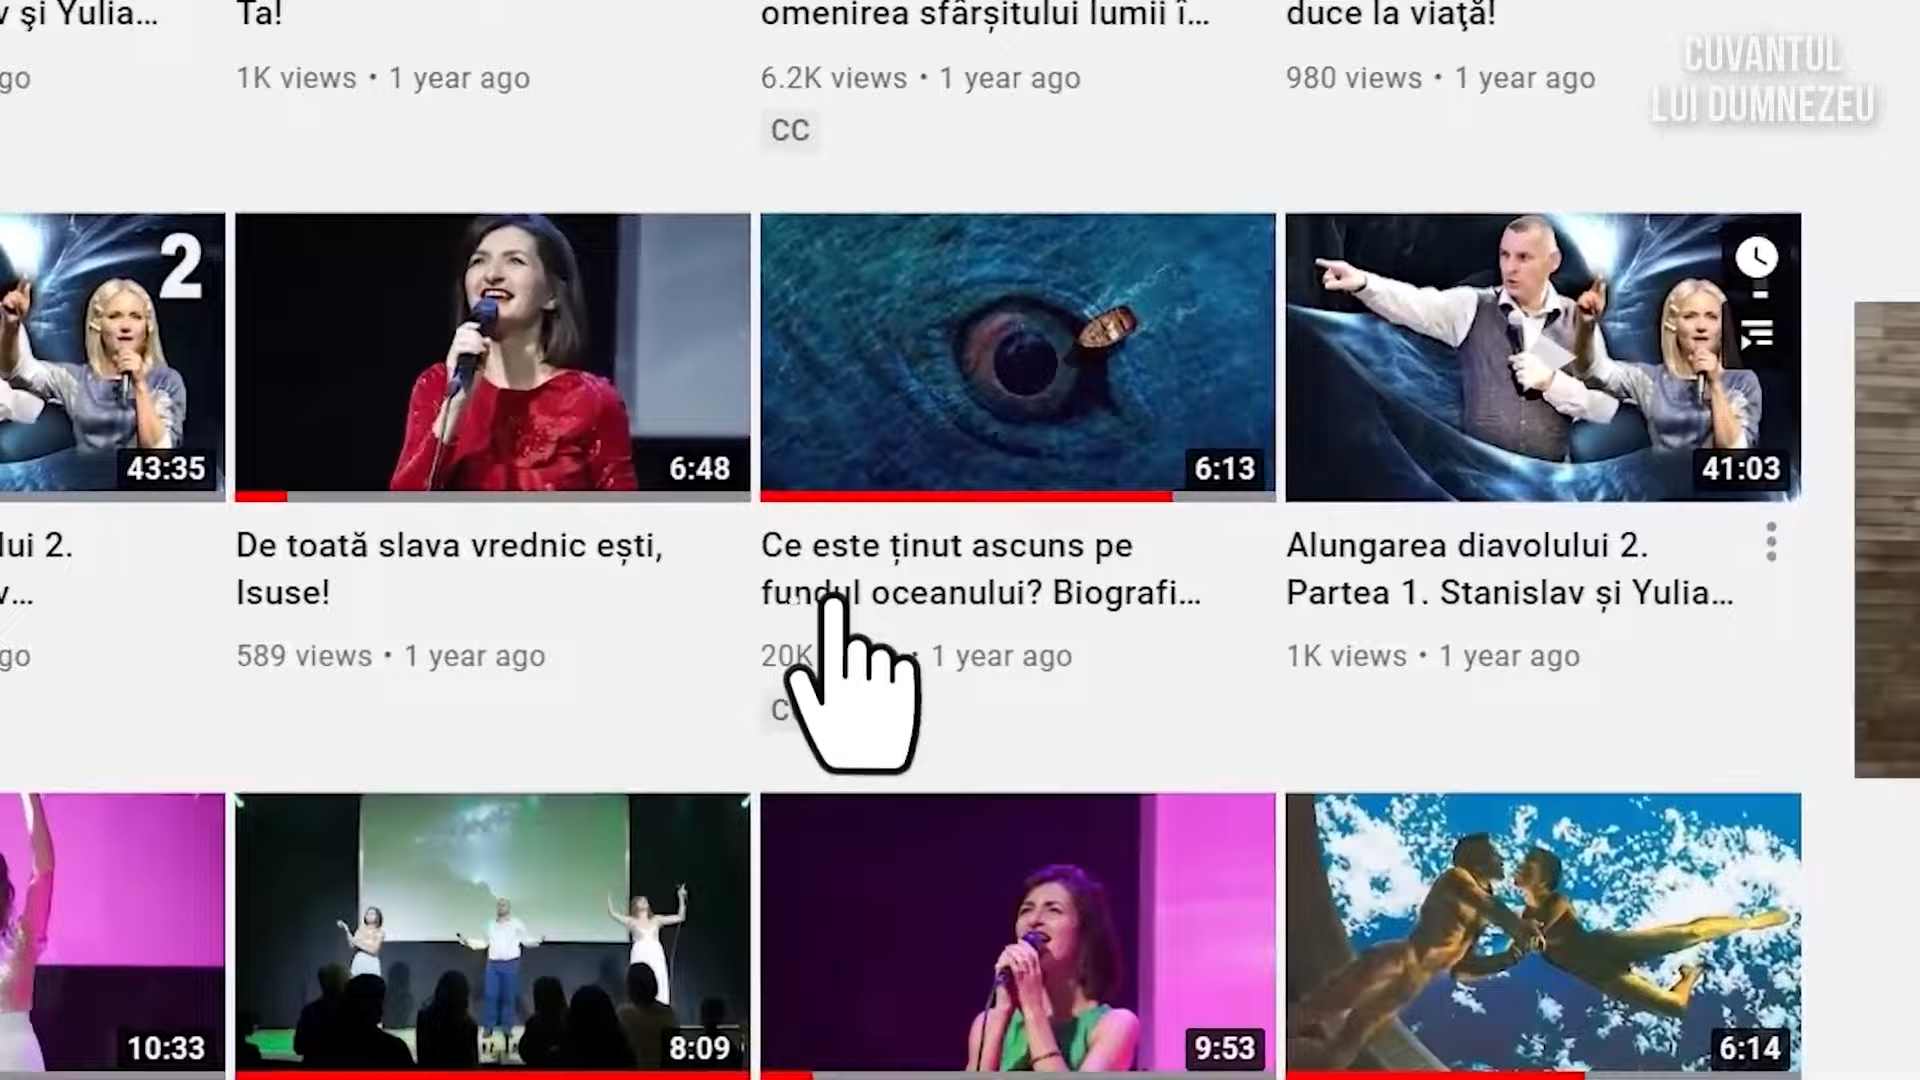 v și Yulia...
Ta!
omenirea sfârșitului lumii î...
duce la viață!
go
1K views • 1 year ago
6.2K views • 1 year ago
980 views • 1 year ago
CC
CUVANTUL
LUI DUMNEZEU
2
43:35
6:48
6:13
41:03
lui 2.
v...
De toată slava vrednic ești,
Isuse!
Ce este ținut ascuns pe
fundul oceanului? Biografi...
Alungarea diavolului 2.
Partea 1. Stanislav și Yulia...
go
589 views • 1 year ago
20K • 1 year ago
1K views • 1 year ago
10:33
8:09
9:53
6:14